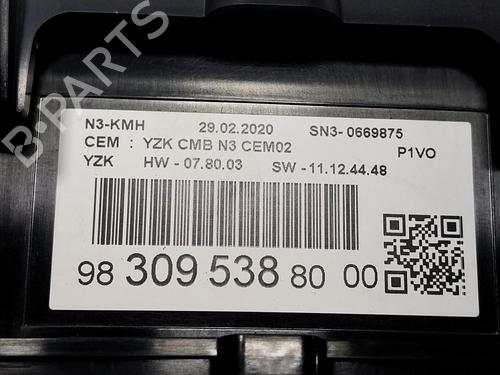 N3-KMH 29.02.2020 SN3- 0669875
CEM : YZK CMB N3 CEM02 P1VO
YZK HW - 07.80.03 SW -11.12.44.48
98 309 538 80 00
B-PARTS